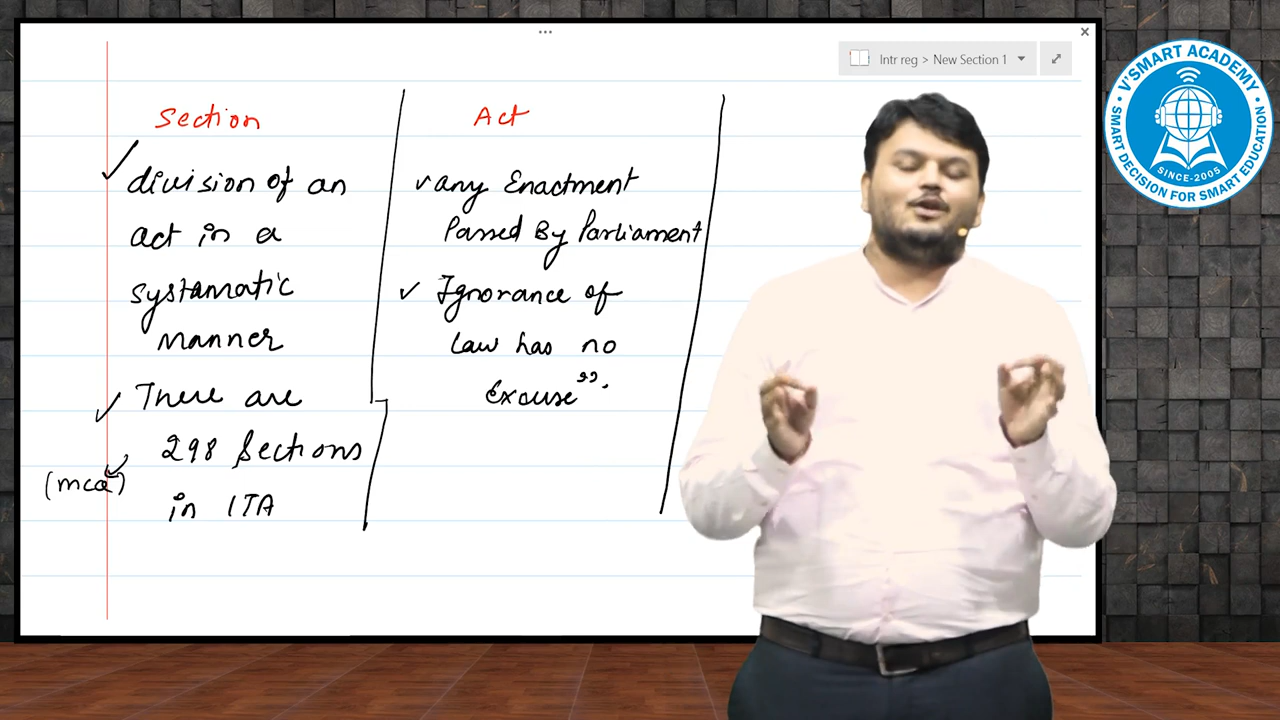 Intr reg > New Section 1
Section
division of an
act in a
systamatic
manner
There are
298 Sections
(mcq)
in ITA
Act
any Enactment
Passed By Parliament
Ignorance of
law has no
Excuse”.
V'SMART ACADEMY
SINCE-2005
• SMART DECISION FOR SMART EDUCATION •